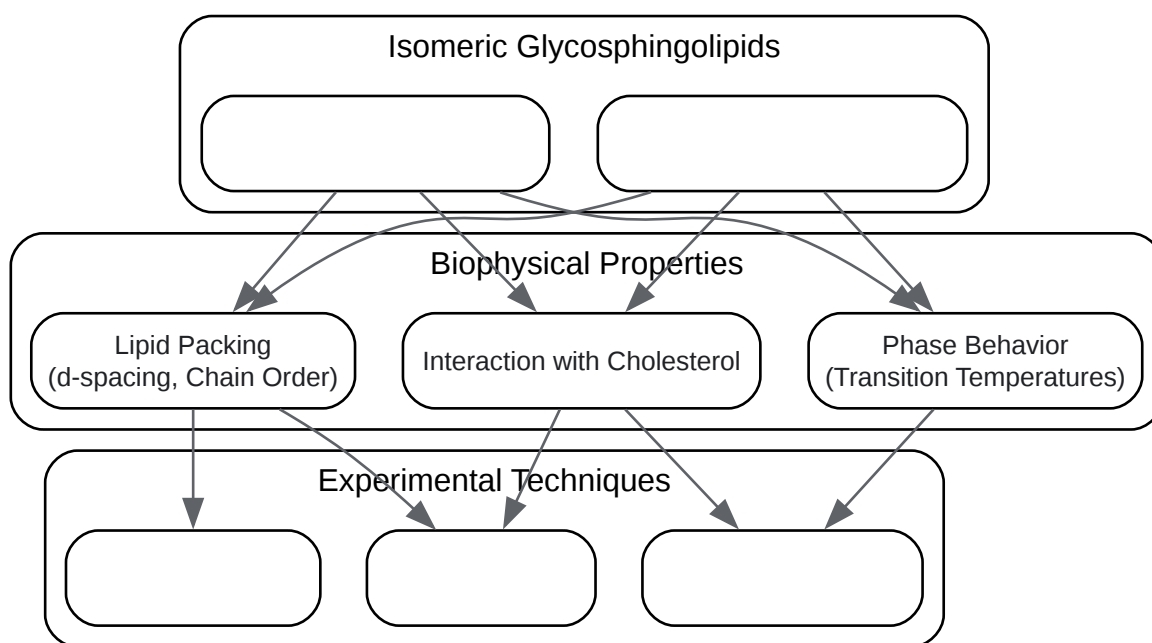 Isomeric Glycosphingolipids
Biophysical Properties
Lipid Packing
(d-spacing, Chain Order)
Interaction with Cholesterol
Phase Behavior
(Transition Temperatures)
Experimental Techniques